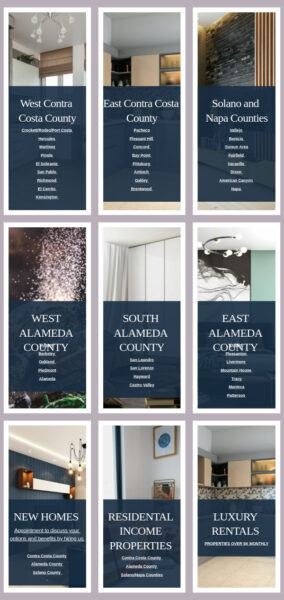 West Contra
Costa County
Crockett/Rodeo/Port Costa
Hercules
Martinez
Pinole
El Sobrante
San Pablo
Richmond
El Cerrito
Kensington
East Contra Costa
County
Pacheco
Pleasant Hill
Concord
Bay Point
Pittsburg
Antioch
Oakley
Brentwood
Solano and
Napa Counties
Vallejo
Benicia
Suisun Area
Fairfield
Vacaville
Dixon
American Canyon
Napa
WEST
ALAMEDA
COUNTY
Berkeley
Oakland
Piedmont
Alameda
SOUTH
ALAMEDA
COUNTY
San Leandro
San Lorenzo
Hayward
Castro Valley
EAST
ALAMEDA
COUNTY
Pleasanton
Livermore
Mountain House
Tracy
Manteca
Patterson
NEW HOMES
Appointment to discuss your
options and benefits by bring us
Contra Costa County
Alameda County
Solano County
RESIDENTIAL
INCOME
PROPERTIES
Contra Costa County
Alameda County
Solano/Napa Counties
LUXURY
RENTALS
PROPERTIES OVER 6K MONTHLY